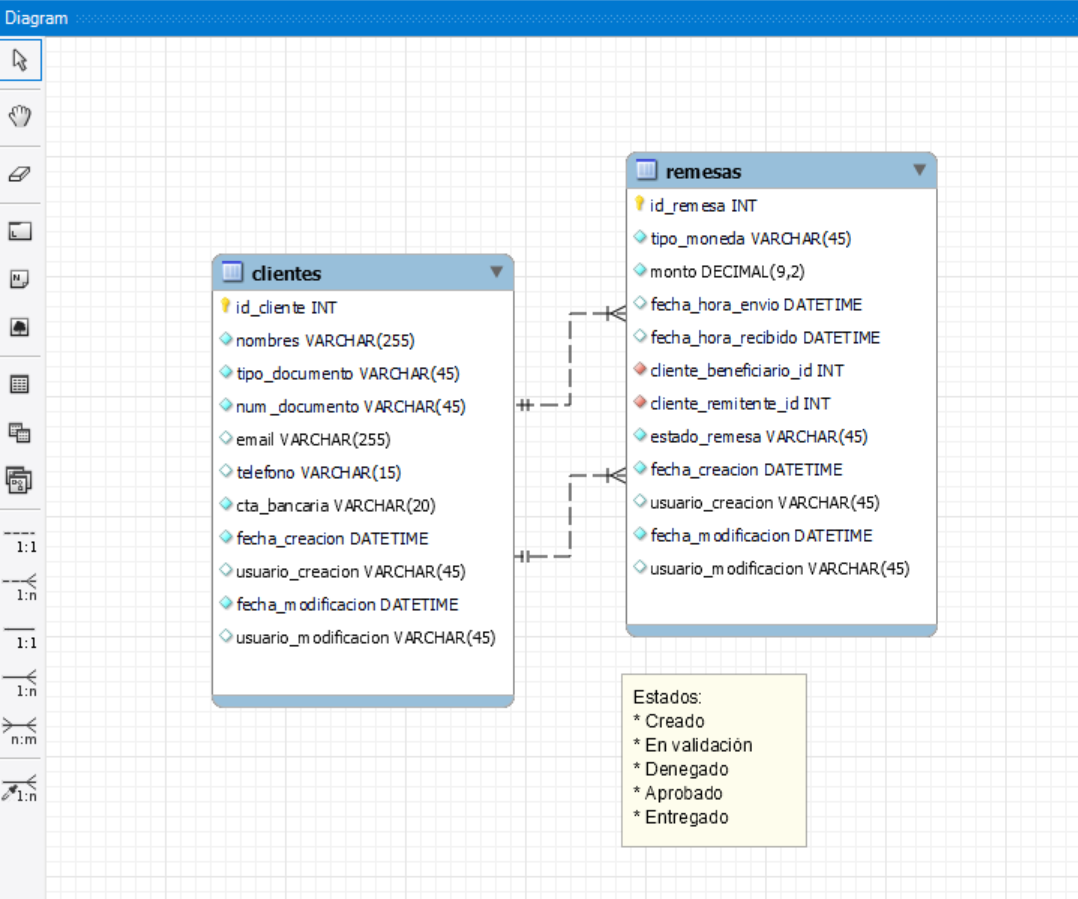 Diagram
clientes
id_cliente INT
nombres VARCHAR(255)
tipo_documento VARCHAR(45)
num_documento VARCHAR(45)
email VARCHAR(255)
telefono VARCHAR(15)
cta_bancaria VARCHAR(20)
fecha_creacion DATETIME
usuario_creacion VARCHAR(45)
fecha_modificacion DATETIME
usuario_modificacion VARCHAR(45)
remesas
id_remesa INT
tipo_moneda VARCHAR(45)
monto DECIMAL(9,2)
fecha_hora_envio DATETIME
fecha_hora_recibido DATETIME
cliente_beneficiario_id INT
cliente_remitente_id INT
estado_remesa VARCHAR(45)
fecha_creacion DATETIME
usuario_creacion VARCHAR(45)
fecha_modificacion DATETIME
usuario_modificacion VARCHAR(45)
Estados:
* Creado
* En validación
* Denegado
* Aprobado
* Entregado
1:1
1:n
1:1
1:n
n:m
1:n